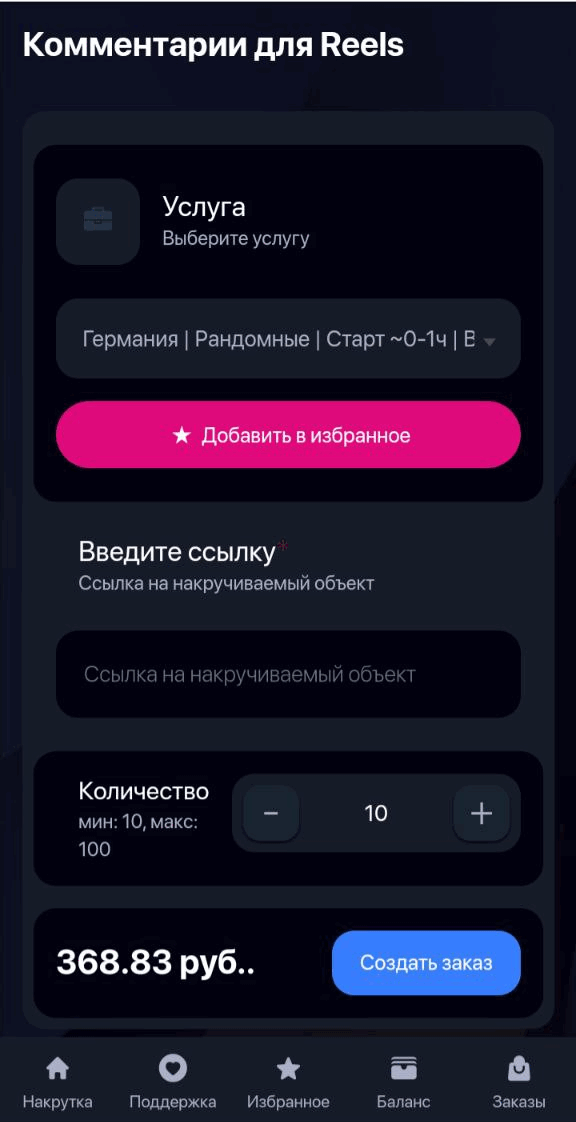 Комментарии для Reels
Услуга
Выберите услугу
Германия | Рандомные | Старт ~0-1ч | В
★ Добавить в избранное
Введите ссылку*
Ссылка на накручиваемый объект
Ссылка на накручиваемый объект
Количество
мин: 10, макс:
100
− 10 +
368.83 руб..
Создать заказ
Накрутка Поддержка Избранное Баланс Заказы